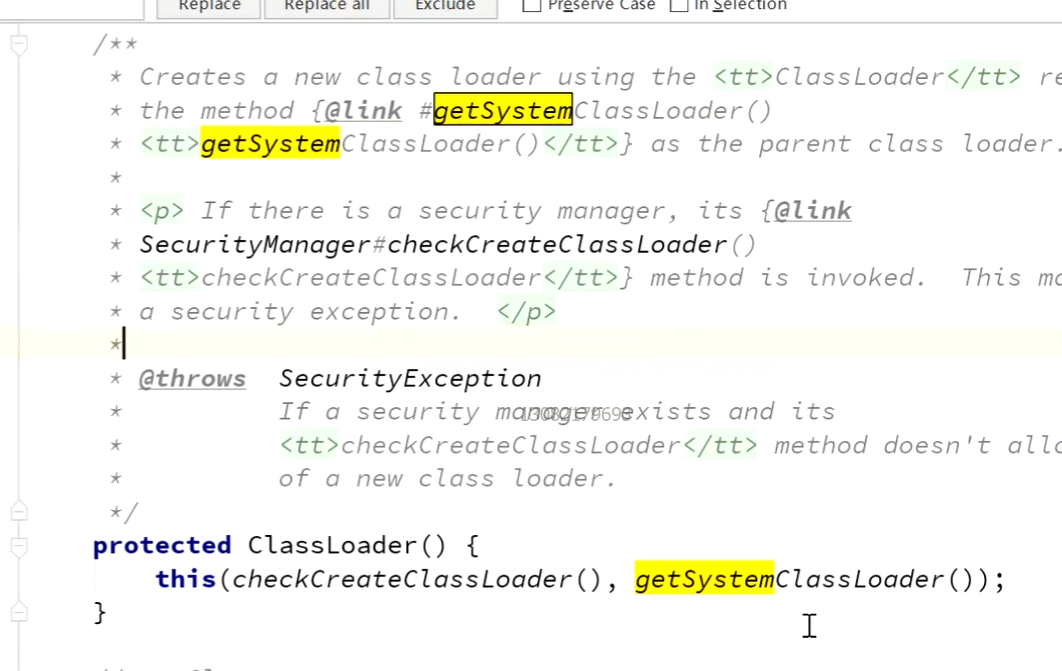 Replace Replace all Exclude Preserve Case In Selection
/**
* Creates a new class loader using the <tt>ClassLoader</tt> re
* the method {@link #getSystemClassLoader()
* <tt>getSystemClassLoader()</tt>} as the parent class loader.
*
* <p> If there is a security manager, its {@link
* SecurityManager#checkCreateClassLoader()
* <tt>checkCreateClassLoader</tt>} method is invoked.  This ma
* a security exception.  </p>
*
* @throws  SecurityException
*          If a security manager exists and its
*          <tt>checkCreateClassLoader</tt> method doesn't allo
*          of a new class loader.
*/
protected ClassLoader() {
this(checkCreateClassLoader(), getSystemClassLoader());
}